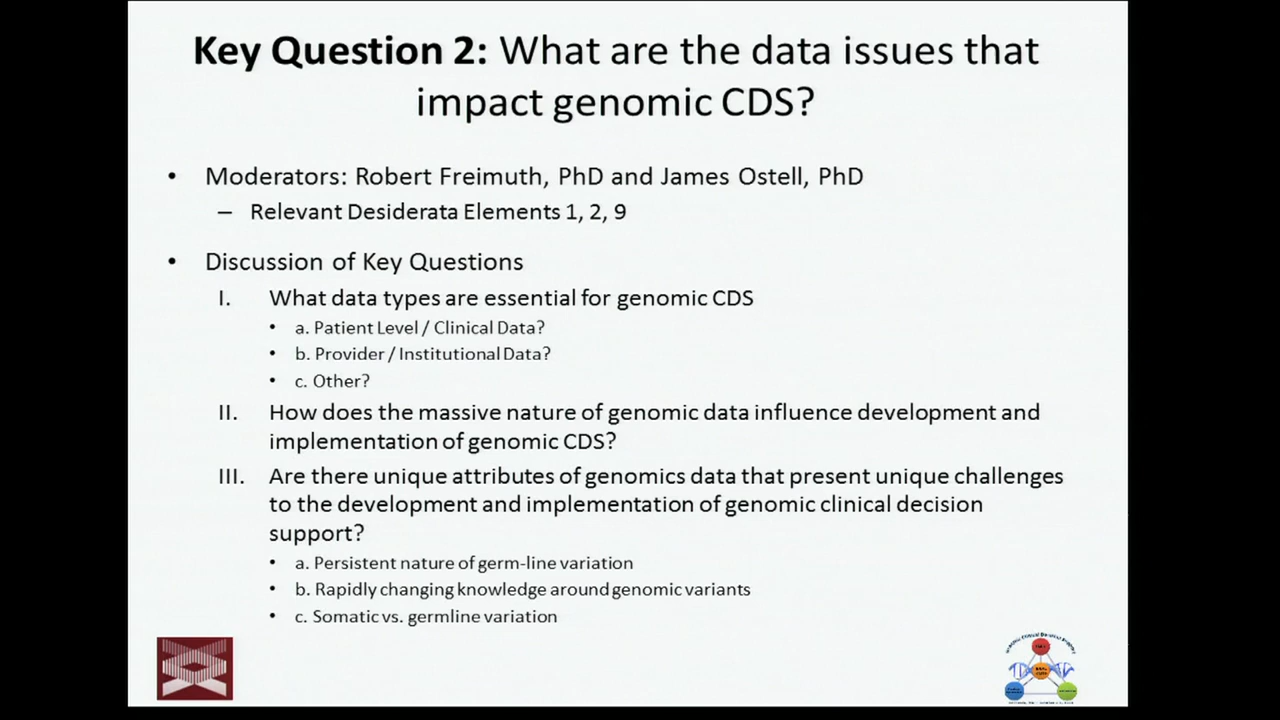 Key Question 2: What are the data issues that
impact genomic CDS?
• Moderators: Robert Freimuth, PhD and James Ostell, PhD
– Relevant Desiderata Elements 1, 2, 9
• Discussion of Key Questions
I. What data types are essential for genomic CDS
• a. Patient Level / Clinical Data?
• b. Provider / Institutional Data?
• c. Other?
II. How does the massive nature of genomic data influence development and
implementation of genomic CDS?
III. Are there unique attributes of genomics data that present unique challenges
to the development and implementation of genomic clinical decision
support?
• a. Persistent nature of germ-line variation
• b. Rapidly changing knowledge around genomic variants
• c. Somatic vs. germline variation